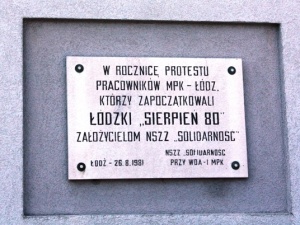 W ROCZNICĘ PROTESTU
PRACOWNIKÓW MPK - ŁÓDŹ,
KTÓRZY ZAPOCZĄTKOWALI
ŁÓDZKI „SIERPIEŃ 80"
ZAŁOŻYCIELOM NSZZ „SOLIDARNOŚĆ"
NSZZ „SOLIDARNOŚĆ
ŁÓDŹ - 26.8.1981 PRZY WDA-1 MPK